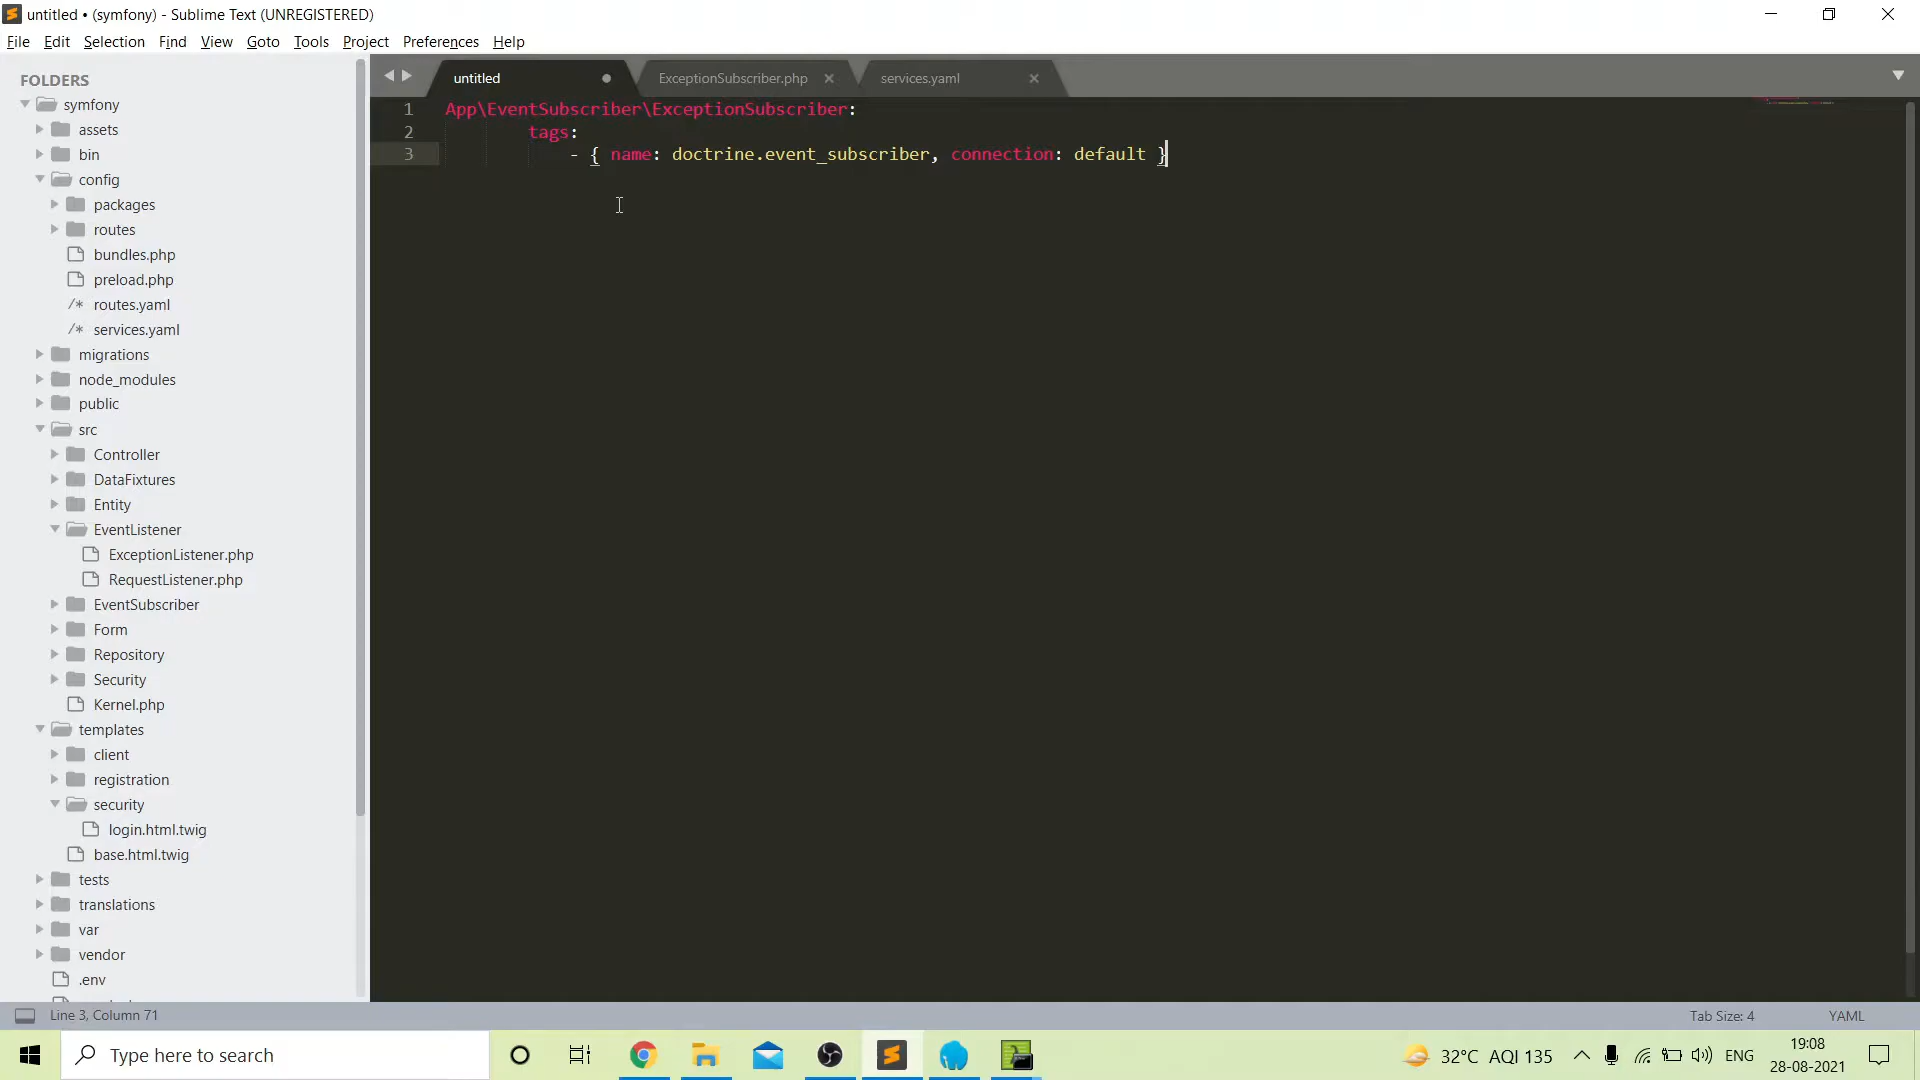 untitled • (symfony) - Sublime Text (UNREGISTERED)
File Edit Selection Find View Goto Tools Project Preferences Help
FOLDERS
symfony
assets
bin
config
packages
routes
bundles.php
preload.php
/* routes.yaml
/* services.yaml
migrations
node_modules
public
src
Controller
DataFixtures
Entity
EventListener
ExceptionListener.php
RequestListener.php
EventSubscriber
Form
Repository
Security
Kernel.php
templates
client
registration
security
login.html.twig
base.html.twig
tests
translations
var
vendor
.env
untitled ExceptionSubscriber.php services.yaml
1 App\EventSubscriber\ExceptionSubscriber:
2 tags:
3 - { name: doctrine.event_subscriber, connection: default }
Line 3, Column 71 Tab Size: 4 YAML
Type here to search
32°C AQI 135 ENG
19:08
28-08-2021